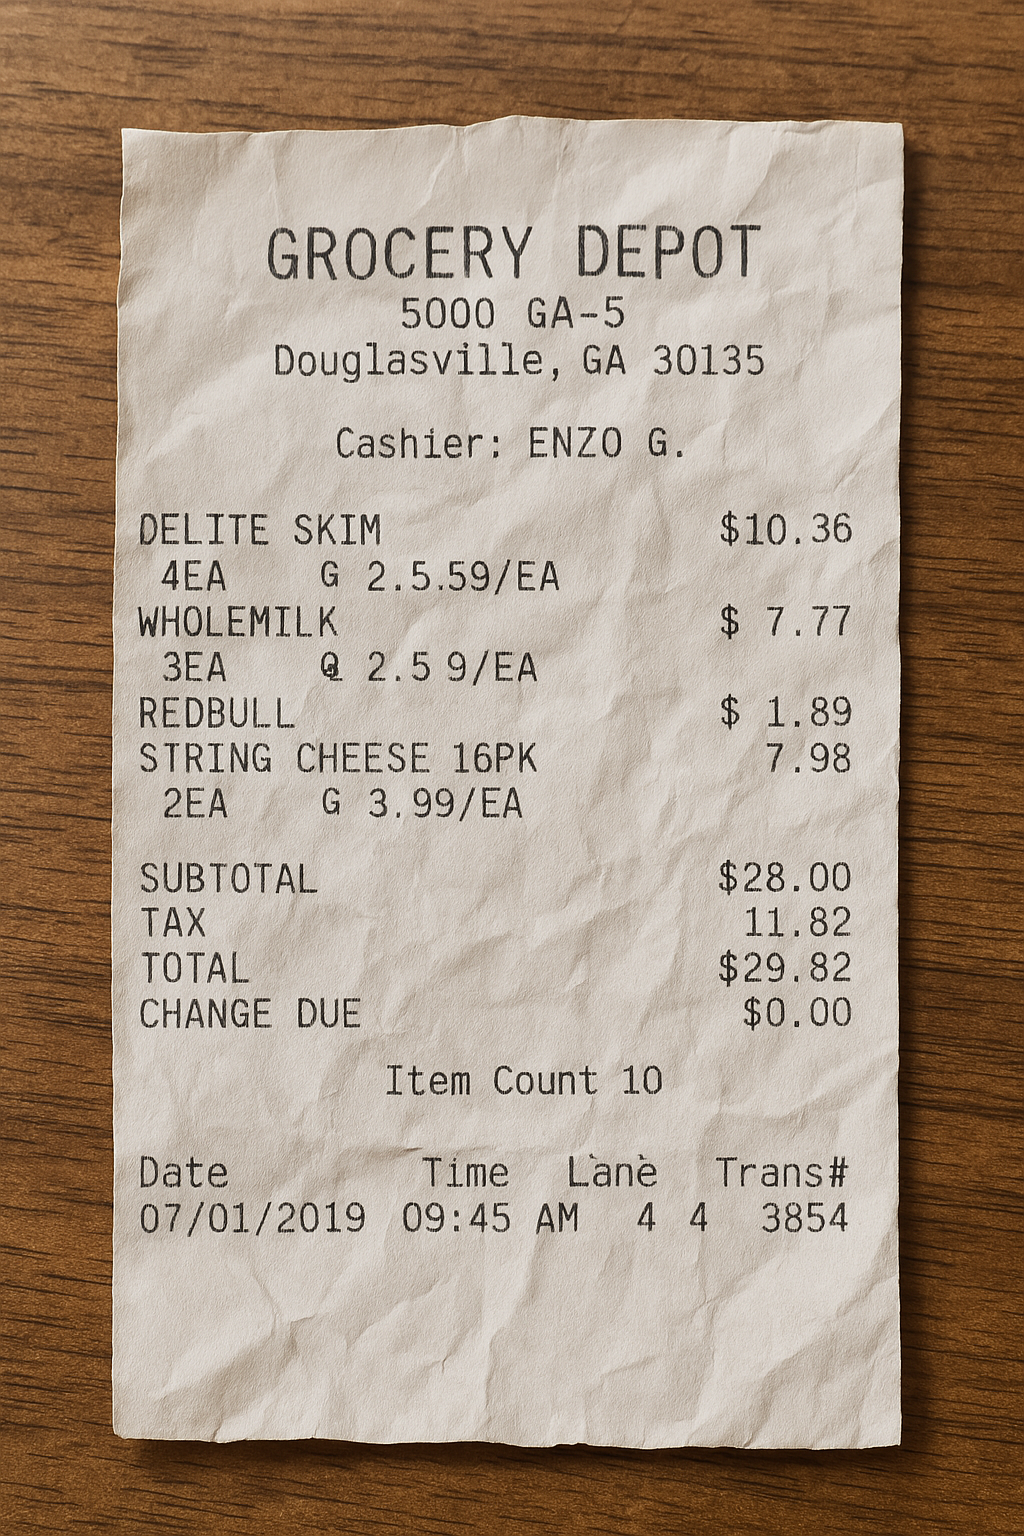 GROCERY DEPOT
5000 GA-5
Douglasville, GA 30135
Cashier: ENZO G.
DELITE SKIM $10.36
4EA G 2.5.59/EA
WHOLEMILK $ 7.77
3EA @ 2.5 9/EA
REDBULL $ 1.89
STRING CHEESE 16PK 7.98
2EA G 3.99/EA
SUBTOTAL $28.00
TAX 11.82
TOTAL $29.82
CHANGE DUE $0.00
Item Count 10
Date Time Lane Trans#
07/01/2019 09:45 AM 4 4 3854